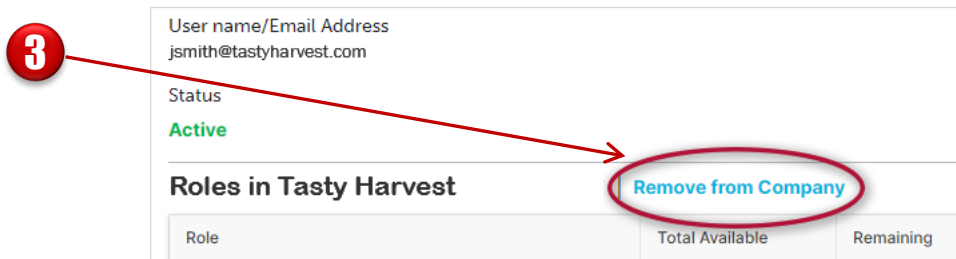 3
User name/Email Address
jsmith@tastyharvest.com
Status
Active
Roles in Tasty Harvest
Remove from Company
Role Total Available Remaining